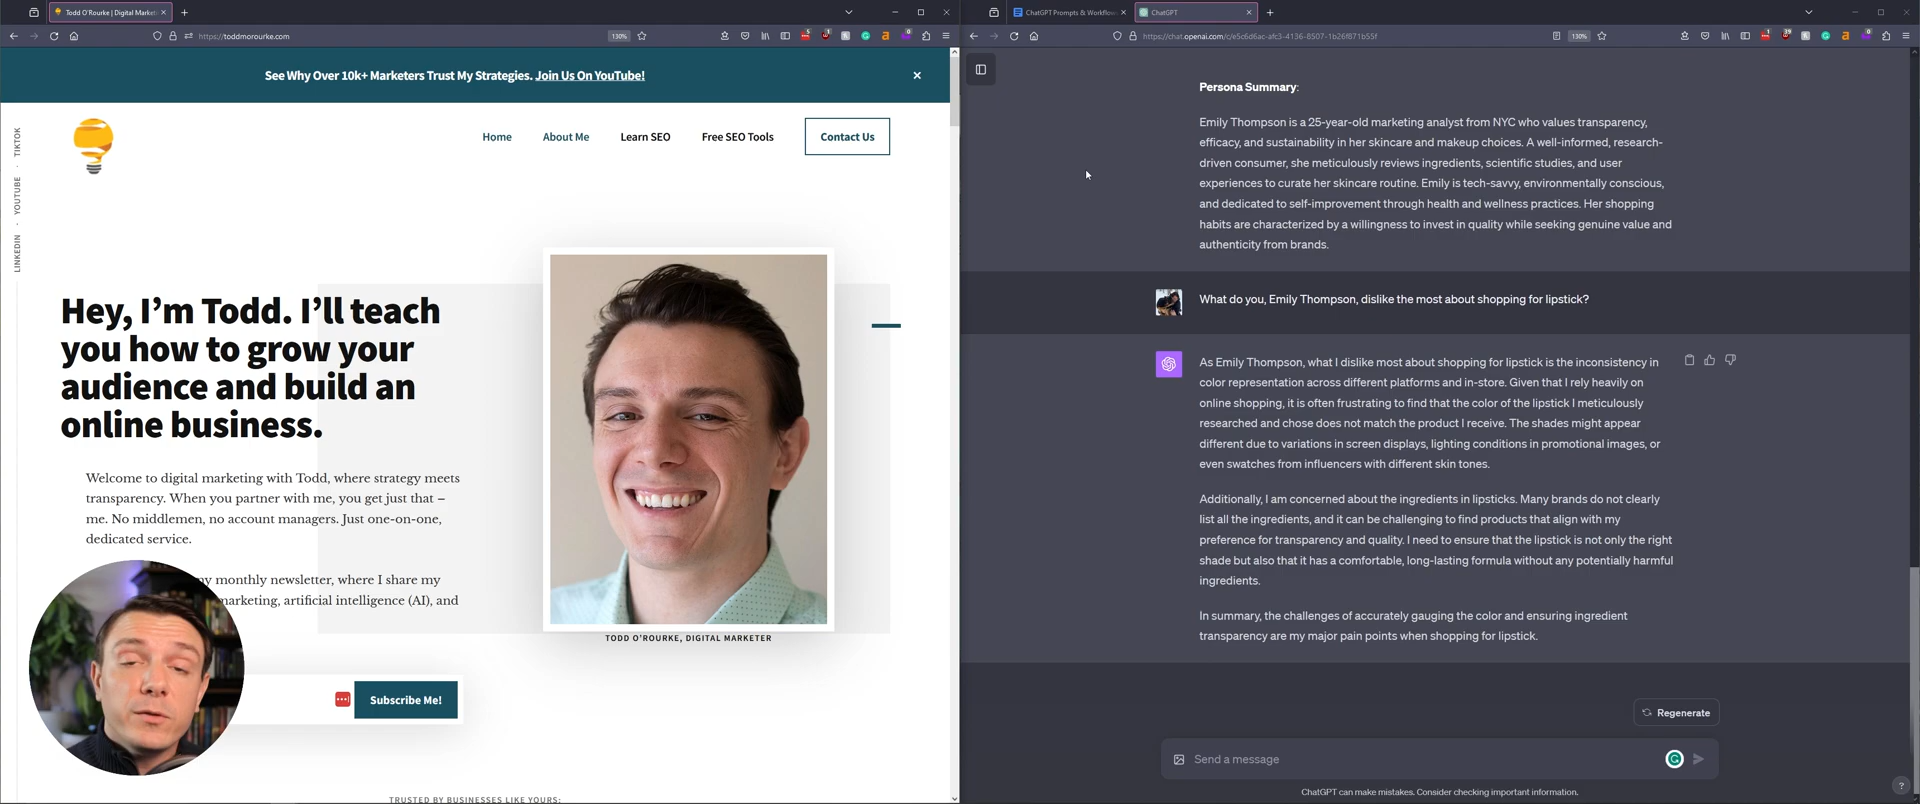 Todd O'Rourke | Digital Market
https://toddmorourke.com
130%
See Why Over 10k+ Marketers Trust My Strategies. Join Us On YouTube!
Home
About Me
Learn SEO
Free SEO Tools
Contact Us
LINKEDIN · YOUTUBE · TIKTOK
Hey, I'm Todd. I'll teach
you how to grow your
audience and build an
online business.
Welcome to digital marketing with Todd, where strategy meets
transparency. When you partner with me, you get just that –
me. No middlemen, no account managers. Just one-on-one,
dedicated service.
my monthly newsletter, where I share my
marketing, artificial intelligence (AI), and
Subscribe Me!
TODD O'ROURKE, DIGITAL MARKETER
TRUSTED BY BUSINESSES LIKE YOURS:
ChatGPT Prompts & Workflow
ChatGPT
130%
Persona Summary:
Emily Thompson is a 25-year-old marketing analyst from NYC who values transparency,
efficacy, and sustainability in her skincare and makeup choices. A well-informed, research-
driven consumer, she meticulously reviews ingredients, scientific studies, and user
experiences to curate her skincare routine. Emily is tech-savvy, environmentally conscious,
and dedicated to self-improvement through health and wellness practices. Her shopping
habits are characterized by a willingness to invest in quality while seeking genuine value and
authenticity from brands.
What do you, Emily Thompson, dislike the most about shopping for lipstick?
As Emily Thompson, what I dislike most about shopping for lipstick is the inconsistency in
color representation across different platforms and in-store. Given that I rely heavily on
online shopping, it is often frustrating to find that the color of the lipstick I meticulously
researched and chose does not match the product I receive. The shades might appear
different due to variations in screen displays, lighting conditions in promotional images, or
even swatches from influencers with different skin tones.
Additionally, I am concerned about the ingredients in lipsticks. Many brands do not clearly
list all the ingredients, and it can be challenging to find products that align with my
preference for transparency and quality. I need to ensure that the lipstick is not only the right
shade but also that it has a comfortable, long-lasting formula without any potentially harmful
ingredients.
In summary, the challenges of accurately gauging the color and ensuring ingredient
transparency are my major pain points when shopping for lipstick.
Regenerate
Send a message
ChatGPT can make mistakes. Consider checking important information.